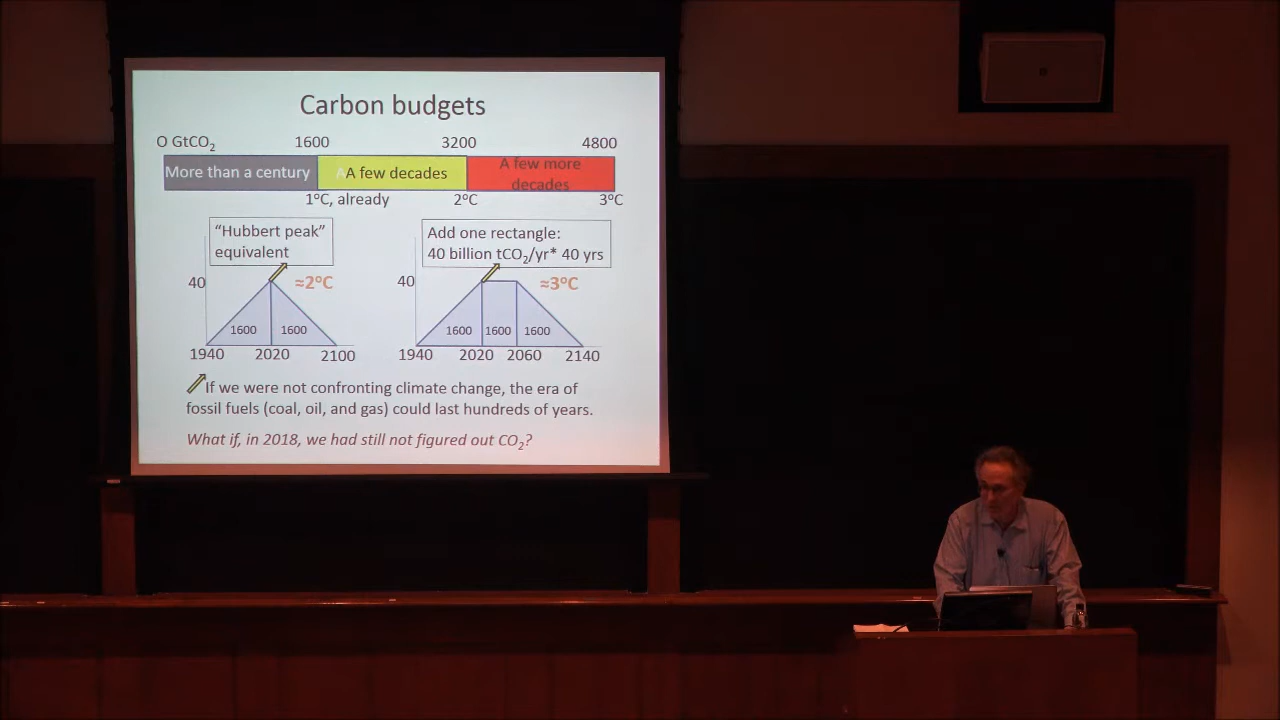 Carbon budgets
O GtCO₂ 1600 3200 4800
More than a century A few decades A few more
decades
1°C, already 2°C 3°C
“Hubbert peak”
equivalent
Add one rectangle:
40 billion tCO₂/yr* 40 yrs
40 ≈2°C 40 ≈3°C
1600 1600 1600 1600 1600
1940 2020 2100 1940 2020 2060 2140
If we were not confronting climate change, the era of
fossil fuels (coal, oil, and gas) could last hundreds of years.
What if, in 2018, we had still not figured out CO₂?